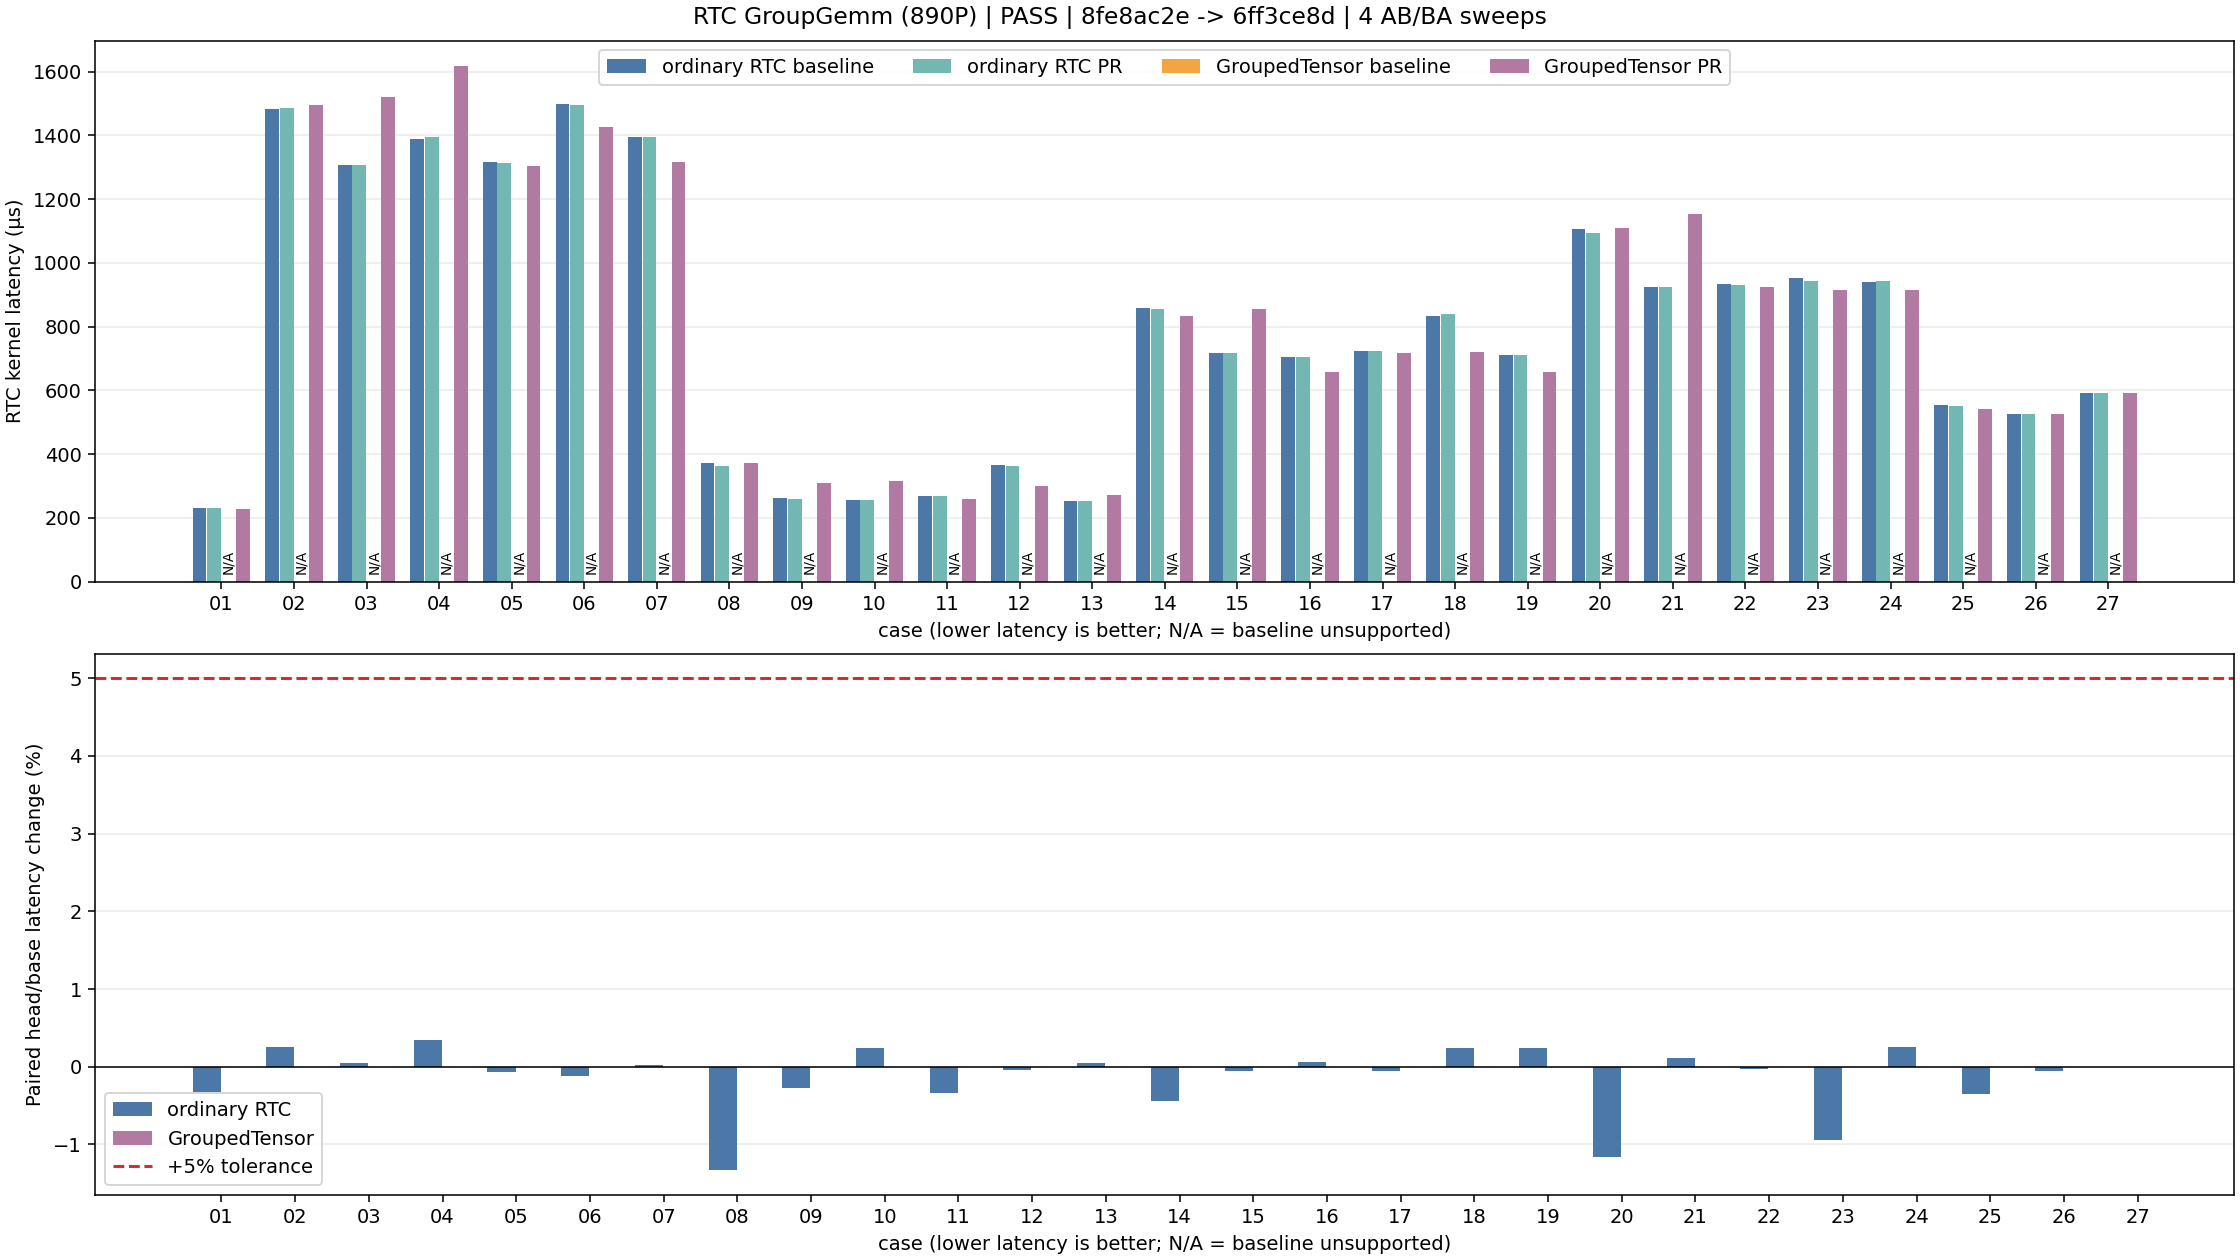 RTC GroupGemm (890P) | PASS | 8fe8ac2e -> 6ff3ce8d | 4 AB/BA sweeps
ordinary RTC baseline ordinary RTC PR GroupedTensor baseline GroupedTensor PR
RTC kernel latency (µs)
1600
1400
1200
1000
800
600
400
200
0
N/A N/A N/A N/A N/A N/A N/A N/A N/A N/A N/A N/A N/A N/A N/A N/A N/A N/A N/A N/A N/A N/A N/A N/A N/A N/A N/A
01 02 03 04 05 06 07 08 09 10 11 12 13 14 15 16 17 18 19 20 21 22 23 24 25 26 27
case (lower latency is better; N/A = baseline unsupported)
Paired head/base latency change (%)
5
4
3
2
1
0
−1
ordinary RTC
GroupedTensor
+5% tolerance
01 02 03 04 05 06 07 08 09 10 11 12 13 14 15 16 17 18 19 20 21 22 23 24 25 26 27
case (lower latency is better; N/A = baseline unsupported)